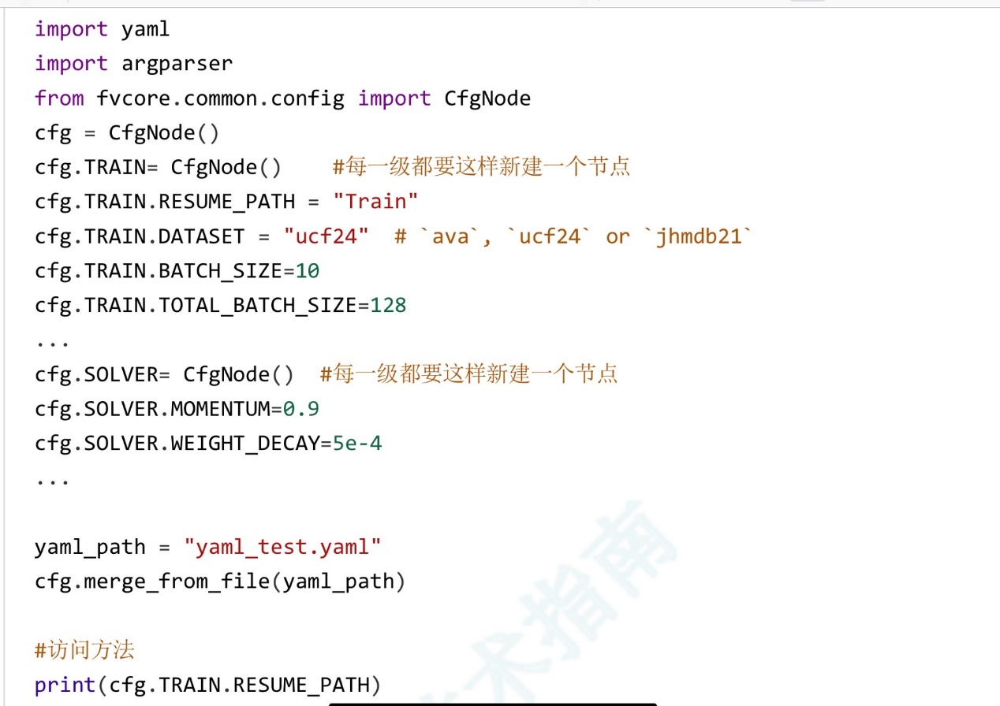 import yaml
import argparser
from fvcore.common.config import CfgNode
cfg = CfgNode()
cfg.TRAIN= CfgNode()    #每一级都要这样新建一个节点
cfg.TRAIN.RESUME_PATH = "Train"
cfg.TRAIN.DATASET = "ucf24"  # `ava`, `ucf24` or `jhmdb21`
cfg.TRAIN.BATCH_SIZE=10
cfg.TRAIN.TOTAL_BATCH_SIZE=128
...
cfg.SOLVER= CfgNode()  #每一级都要这样新建一个节点
cfg.SOLVER.MOMENTUM=0.9
cfg.SOLVER.WEIGHT_DECAY=5e-4
...
yaml_path = "yaml_test.yaml"
cfg.merge_from_file(yaml_path)
#访问方法
print(cfg.TRAIN.RESUME_PATH)
术指南